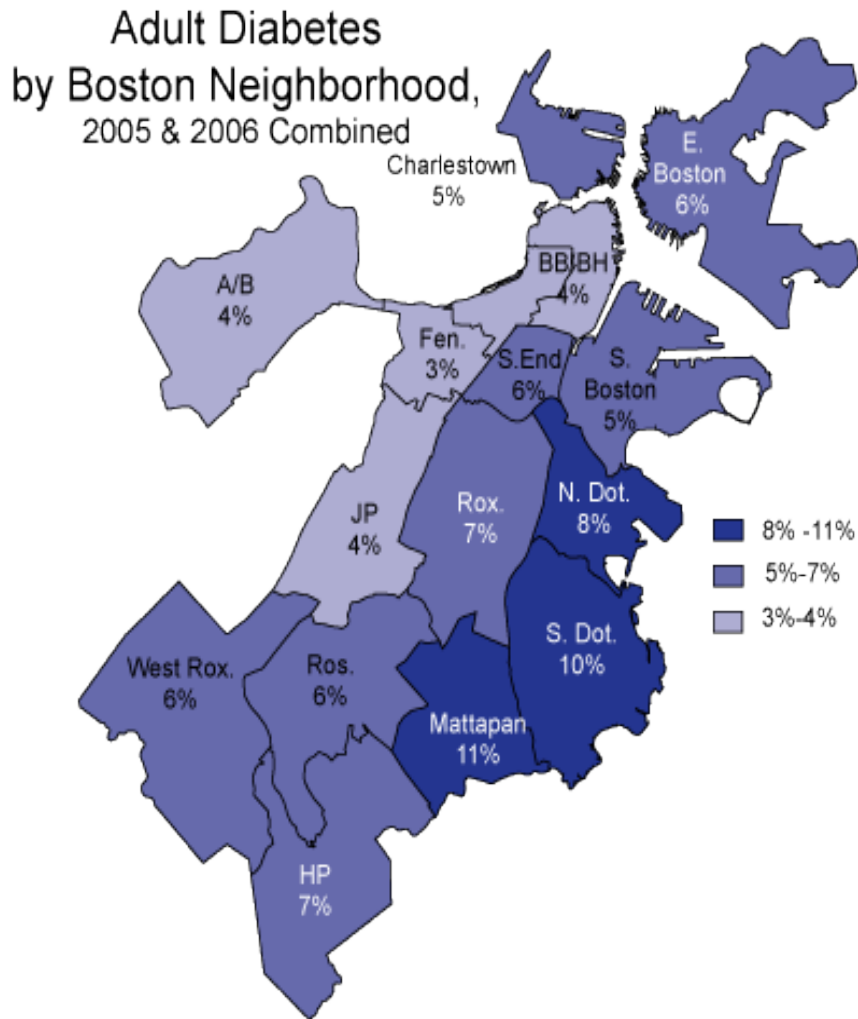 Adult Diabetes
by Boston Neighborhood,
2005 & 2006 Combined
Charlestown
5%
E.
Boston
6%
A/B
4%
BB/BH
4%
Fen.
3%
S.End
6%
S.
Boston
5%
N. Dot.
8%
Rox.
7%
JP
4%
8% -11%
5%-7%
3%-4%
S. Dot.
10%
West Rox.
6%
Ros.
6%
Mattapan
11%
HP
7%